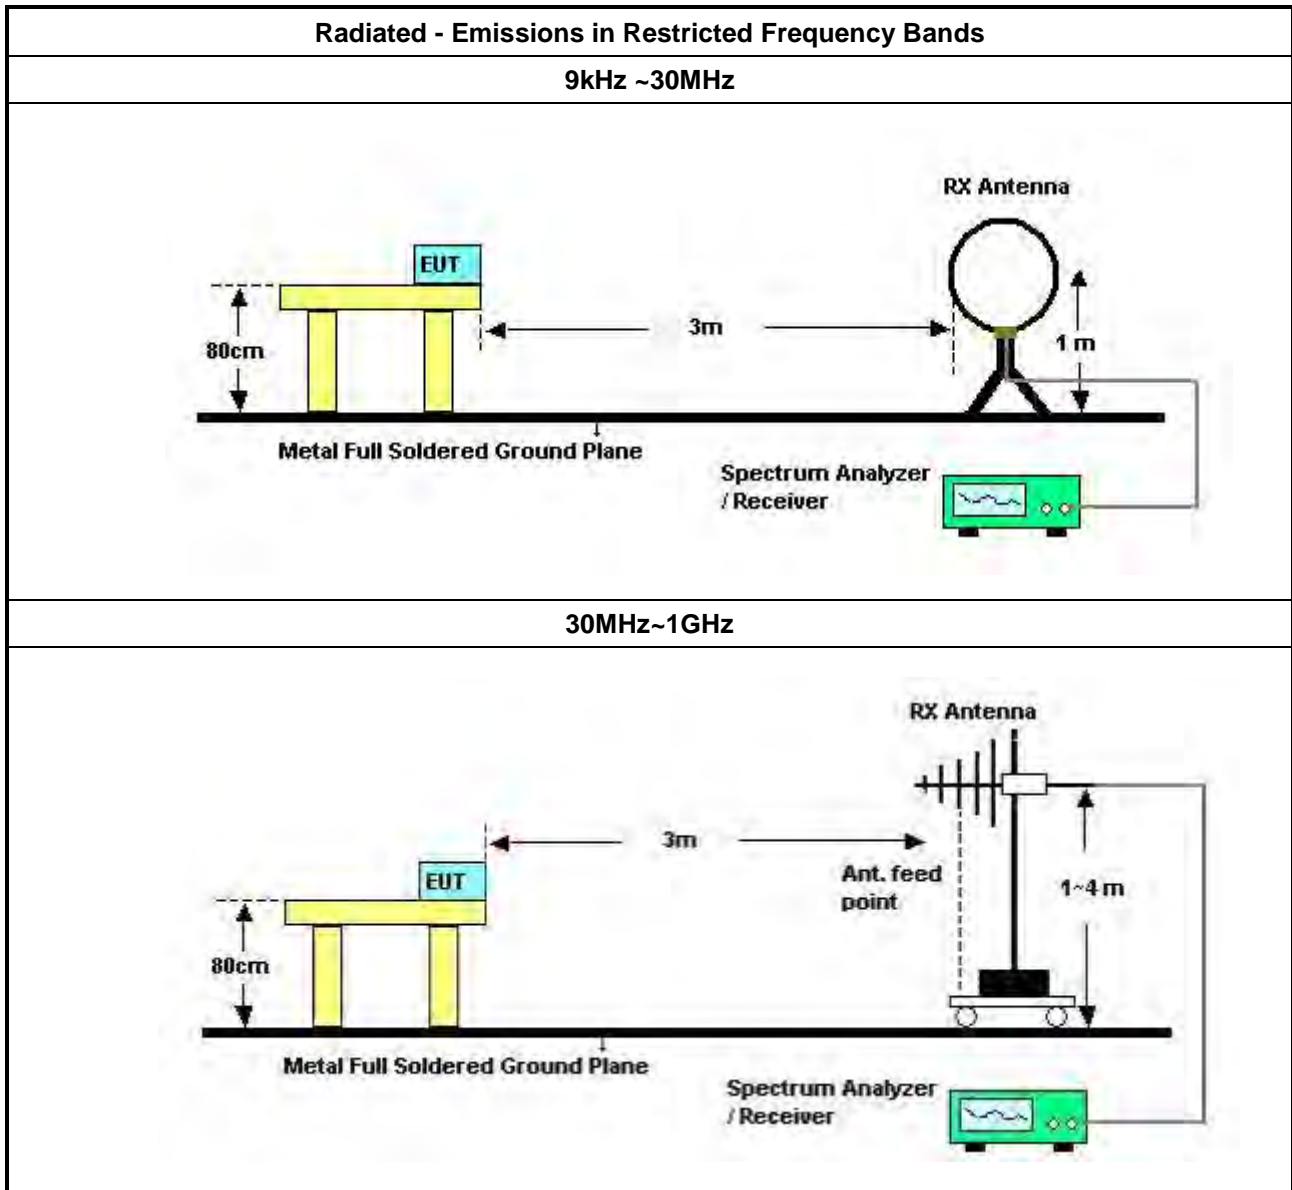 Radiated - Emissions in Restricted Frequency Bands
9kHz ~30MHz
RX Antenna
EUT
3m
80cm
1 m
Metal Full Soldered Ground Plane
Spectrum Analyzer
/ Receiver
30MHz~1GHz
RX Antenna
3m
EUT
Ant. feed
point
1~4 m
80cm
Metal Full Soldered Ground Plane
Spectrum Analyzer
/ Receiver